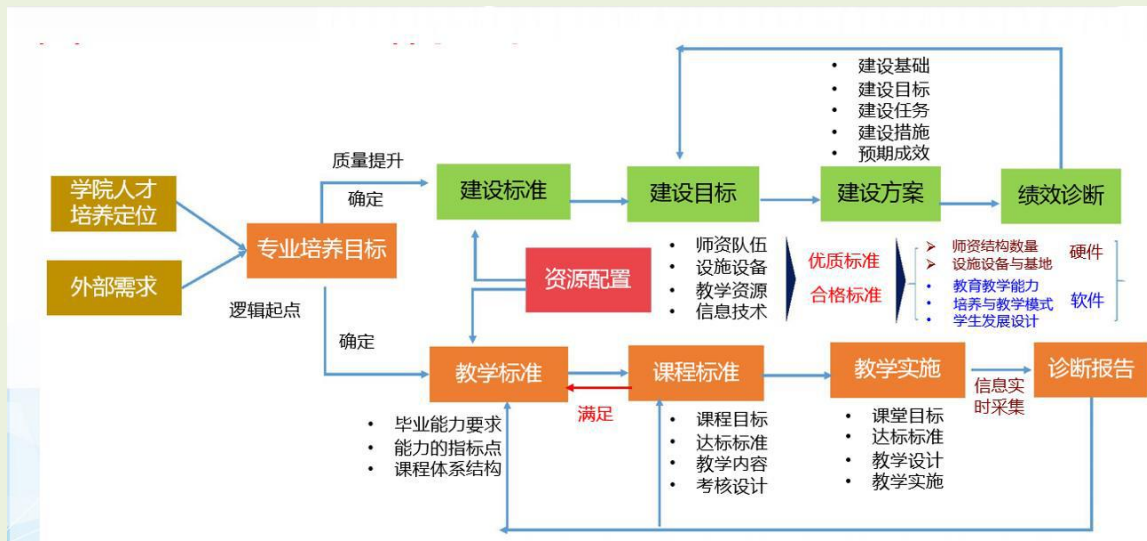 建设基础
建设目标
建设任务
建设措施
预期成效
质量提升
确定
学院人才
培养定位
建设标准
建设目标
建设方案
绩效诊断
专业培养目标
外部需求
资源配置
师资队伍
设施设备
教学资源
信息技术
优质标准
合格标准
师资结构数量
设施设备与基地
硬件
教育教学能力
培养与教学模式
学生发展设计
软件
逻辑起点
确定
教学标准
课程标准
教学实施
诊断报告
满足
信息实
时采集
毕业能力要求
能力的指标点
课程体系结构
课程目标
达标标准
教学内容
考核设计
课堂目标
达标标准
教学设计
教学实施